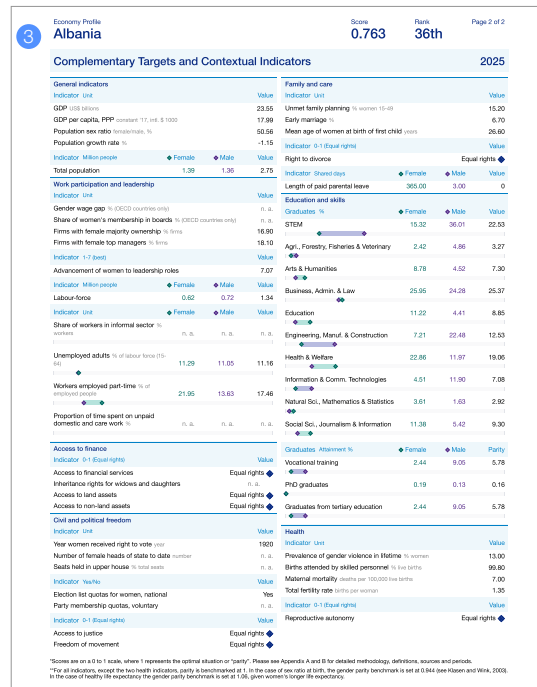 3
Economy Profile
Albania
Score
0.763
Rank
36th
Page 2 of 2
Complementary Targets and Contextual Indicators 2025
General indicators
Indicator Unit Value
GDP US$ billions 23.55
GDP per capita, PPP constant '17, intl. $ 1000 17.99
Population sex ratio female/male, % 50.56
Population growth rate % -1.15
Indicator Million people Female Male Value
Total population 1.39 1.36 2.75
Work participation and leadership
Indicator Unit Value
Gender wage gap % (OECD countries only) n. a.
Share of women's membership in boards % (OECD countries only) n. a.
Firms with female majority ownership % firms 16.90
Firms with female top managers % firms 18.10
Indicator 1-7 (best) Value
Advancement of women to leadership roles 7.07
Indicator Million people Female Male Value
Labour-force 0.62 0.72 1.34
Indicator Female Male Value
Share of workers in informal sector %
workers n. a. n. a. n. a.
Unemployed adults % of labour force (15-
64) 11.29 11.05 11.16
Workers employed part-time % of
employed people 21.95 13.63 17.46
Proportion of time spent on unpaid
domestic and care work % n. a. n. a. n. a.
Access to finance
Indicator 0-1 (Equal rights) Value
Access to financial services Equal rights
Inheritance rights for widows and daughters n. a.
Access to land assets Equal rights
Access to non-land assets Equal rights
Civil and political freedom
Indicator Unit Value
Year women received right to vote year 1920
Number of female heads of state to date number n. a.
Seats held in upper house % total seats n. a.
Indicator Yes/No Value
Election list quotas for women, national Yes
Party membership quotas, voluntary n. a.
Indicator 0-1 (Equal rights) Value
Access to justice Equal rights
Freedom of movement Equal rights
Family and care
Indicator Unit Value
Unmet family planning % women 15-49 15.20
Early marriage % 6.70
Mean age of women at birth of first child years 26.60
Indicator 0-1 (Equal rights) Value
Right to divorce Equal rights
Indicator Shared days Female Male Value
Length of paid parental leave 365.00 3.00 0
Education and skills
Graduates % Female Male Value
STEM 15.32 36.01 22.53
Agri., Forestry, Fisheries & Veterinary 2.42 4.86 3.27
Arts & Humanities 8.78 4.52 7.30
Business, Admin. & Law 25.95 24.28 25.37
Education 11.22 4.41 8.85
Engineering, Manuf. & Construction 7.21 22.48 12.53
Health & Welfare 22.86 11.97 19.06
Information & Comm. Technologies 4.51 11.90 7.08
Natural Sci., Mathematics & Statistics 3.61 1.63 2.92
Social Sci., Journalism & Information 11.38 5.42 9.30
Graduates Attainment % Female Male Parity
Vocational training 2.44 9.05 5.78
PhD graduates 0.19 0.13 0.16
Graduates from tertiary education 2.44 9.05 5.78
Health
Indicator Unit Value
Prevalence of gender violence in lifetime % women 13.00
Births attended by skilled personnel % live births 99.80
Maternal mortality deaths per 100,000 live births 7.00
Total fertility rate births per woman 1.35
Indicator 0-1 (Equal rights) Value
Reproductive autonomy Equal rights
*Scores are on a 0 to 1 scale, where 1 represents the optimal situation or "parity". Please see Appendix A and B for detailed methodology, definitions, sources and periods.
**For all indicators, except the two health indicators, parity is benchmarked at 1. In the case of sex ratio at birth, the gender parity benchmark is set at 0.944 (see Klasen and Wink, 2003).
In the case of healthy life expectancy the gender parity benchmark is set at 1.06, given women's longer life expectancy.